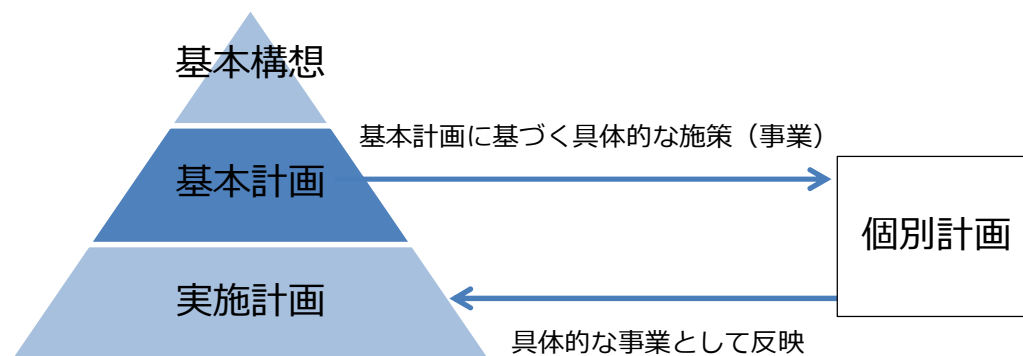 基本構想
基本計画に基づく具体的な施策（事業）
基本計画
個別計画
実施計画
具体的な事業として反映